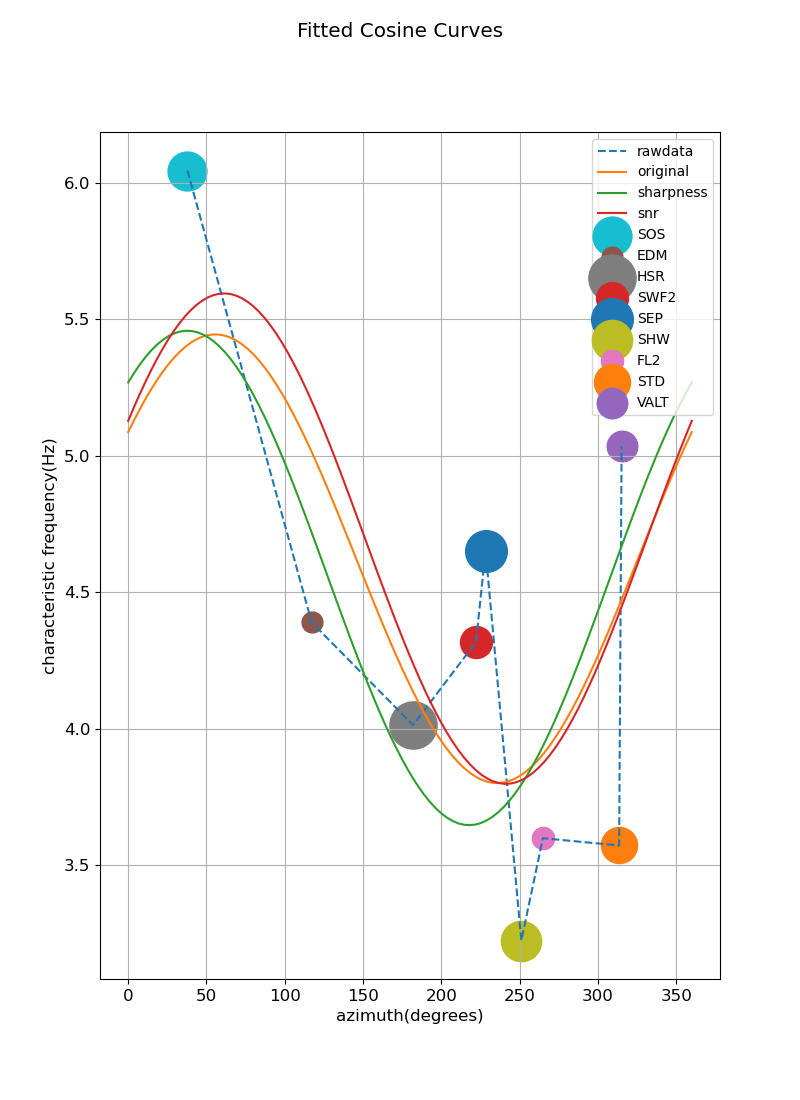 Fitted Cosine Curves
6.0
5.5
5.0
4.5
4.0
3.5
characteristic frequency(Hz)
0 50 100 150 200 250 300 350
azimuth(degrees)
rawdata
original
sharpness
snr
SOS
EDM
HSR
SWF2
SEP
SHW
FL2
STD
VALT